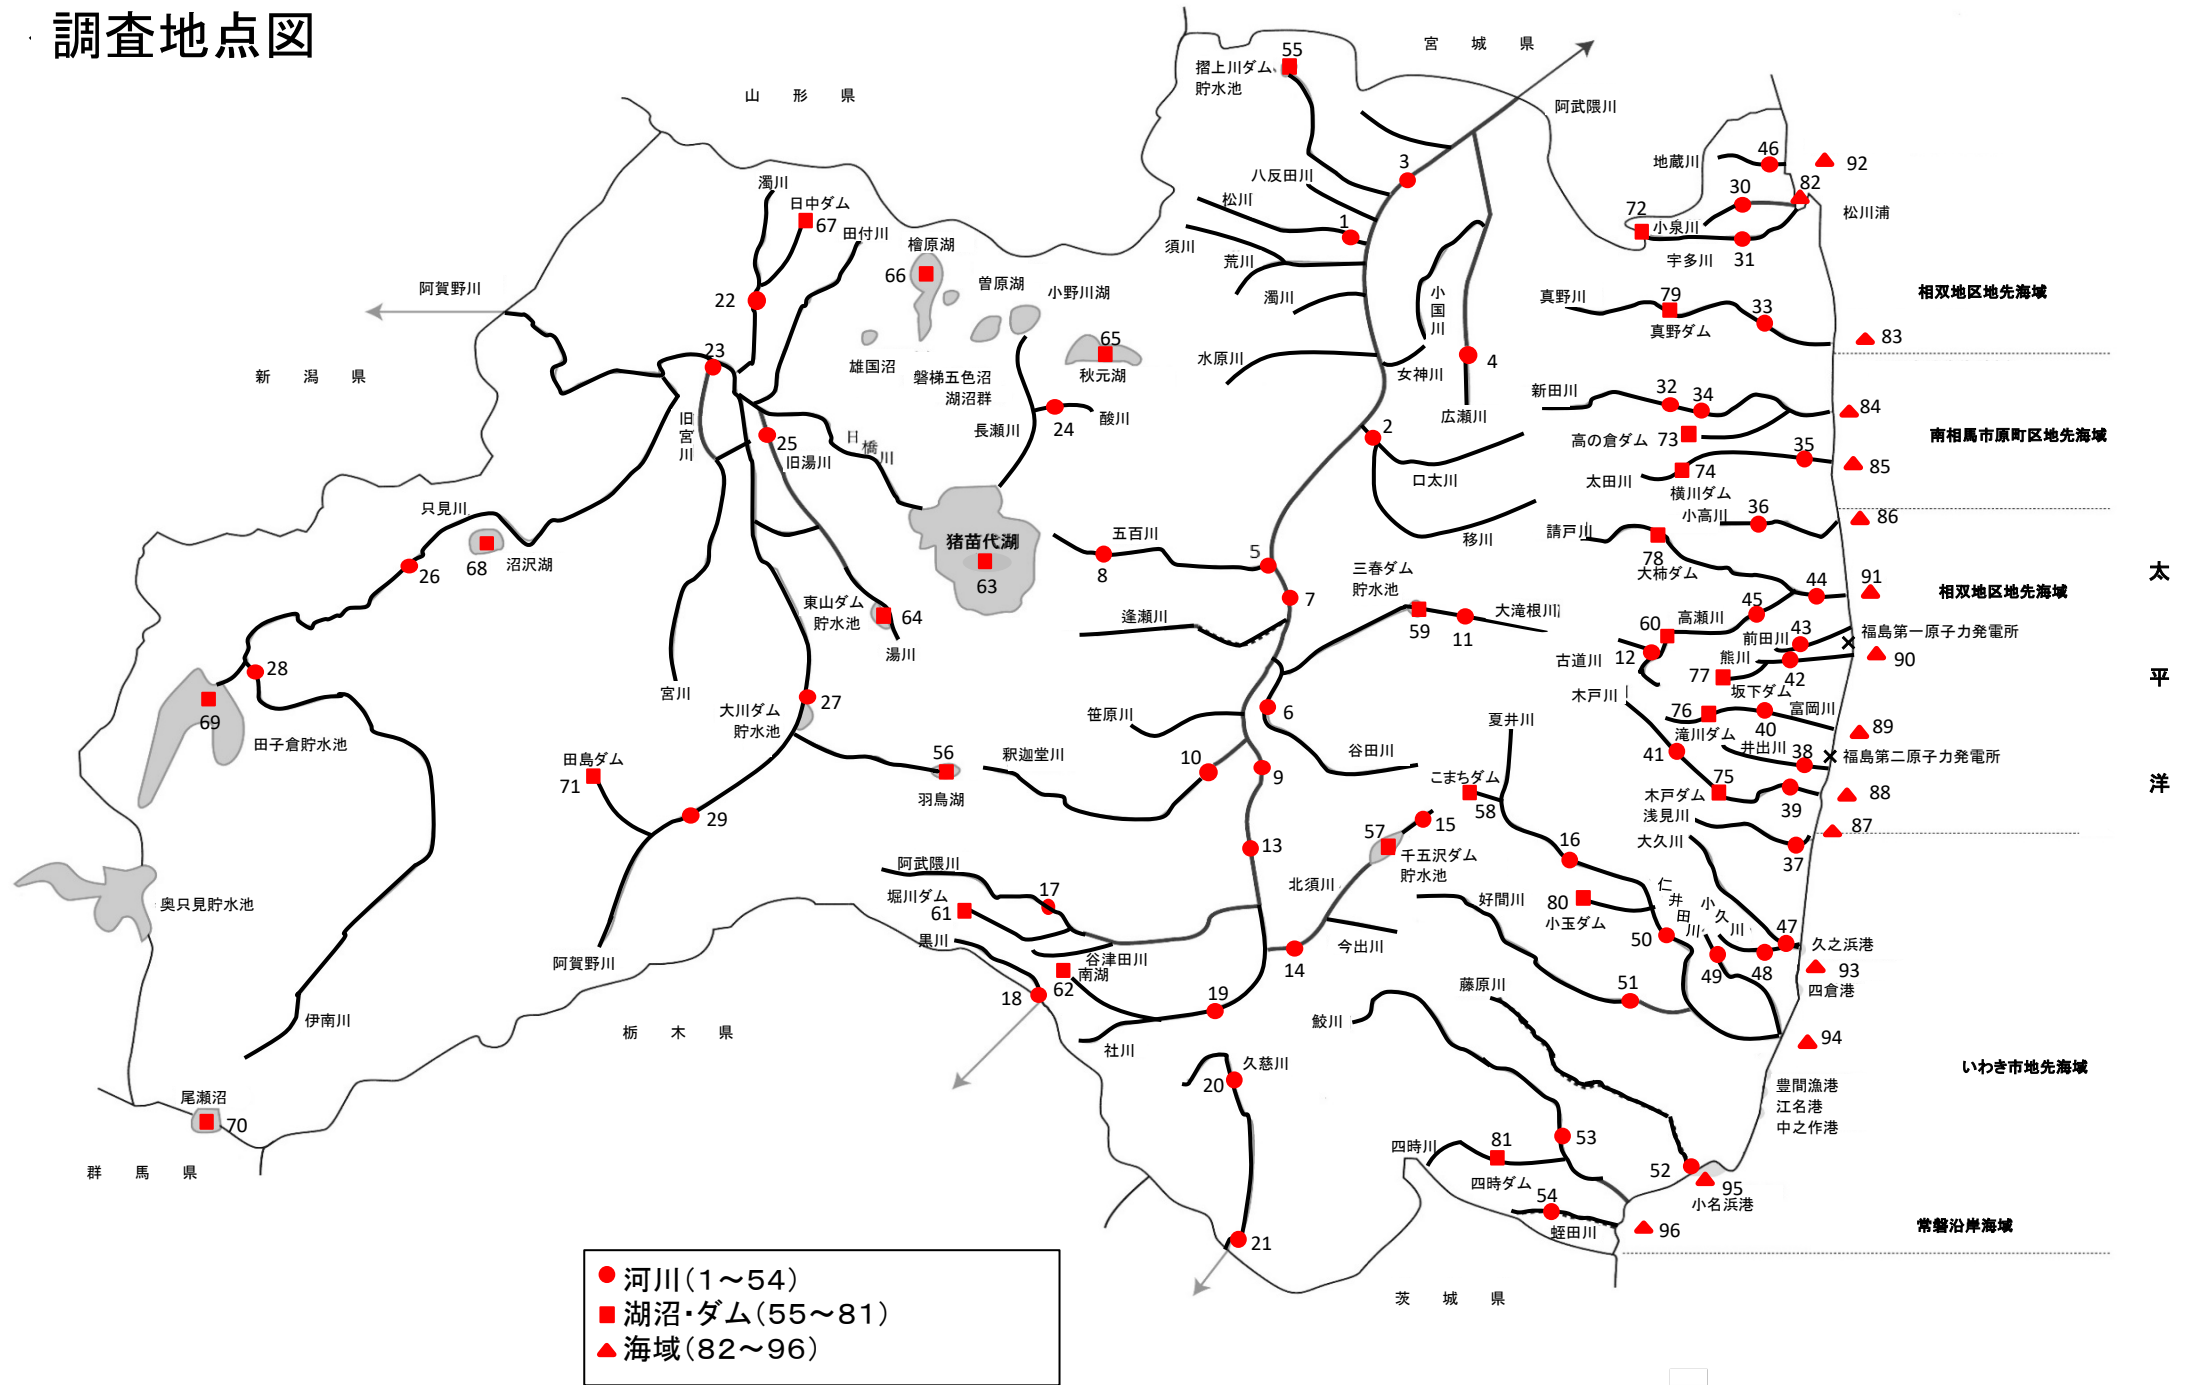 調査地点図
宮 城 県
55
摺上川ダム
貯水池
阿武隈川
山 形 県
地蔵川
46
92
3
八反田川
濁川
日中ダム
67
松川
30
82
松川浦
72
小泉川
1
田付川
須川
檜原湖
66
荒川
宇多川
31
曽原湖
小野川湖
濁川
小国川
阿賀野川
22
相双地区地先海域
真野川
79
33
真野ダム
83
23
65
雄国沼
磐梯五色沼
湖沼群
秋元湖
水原川
女神川
4
新潟県
新田川
32
34
84
広瀬川
酸川
24
長瀬川
旧宮川
25
旧湯川
日橋川
2
高の倉ダム
73
南相馬市原町区地先海域
35
85
太田川
74
横川ダム
口太川
只見川
小高川
36
86
請戸川
猪苗代湖
63
五百川
8
5
移川
68
沼沢湖
26
78
大柿ダム
44
91
三春ダム
貯水池
太
平
洋
相双地区地先海域
7
東山ダム
貯水池
64
湯川
逢瀬川
59
11
大滝根川
45
高瀬川
60
43
前田川
福島第一原子力発電所
12
古道川
熊川
90
28
宮川
77
42
坂下ダム
木戸川
27
大川ダム
貯水池
笹原川
6
69
田子倉貯水池
76
滝川ダム
40
富岡川
89
夏井川
41
井出川
38
福島第二原子力発電所
谷田川
56
羽鳥湖
釈迦堂川
10
9
田島ダム
71
こまちダム
58
75
木戸ダム
39
88
29
浅見川
87
57
15
千五沢ダム
貯水池
13
16
大久川
37
阿武隈川
堀川ダム
61
17
北須川
好間川
80
小玉ダム
仁井田川
小久川
奥只見貯水池
黒川
谷津田川
今出川
50
47
久之浜港
阿賀野川
南湖
62
14
49
48
93
四倉港
18
19
藤原川
51
伊南川
栃 木 県
社川
鮫川
94
久慈川
20
いわき市地先海域
豊間漁港
江名港
中之作港
尾瀬沼
70
四時川
81
53
群 馬 県
四時ダム
52
95
小名浜港
54
蛭田川
96
常磐沿岸海域
21
茨 城 県
河川(1～54)
湖沼・ダム(55～81)
海域(82～96)